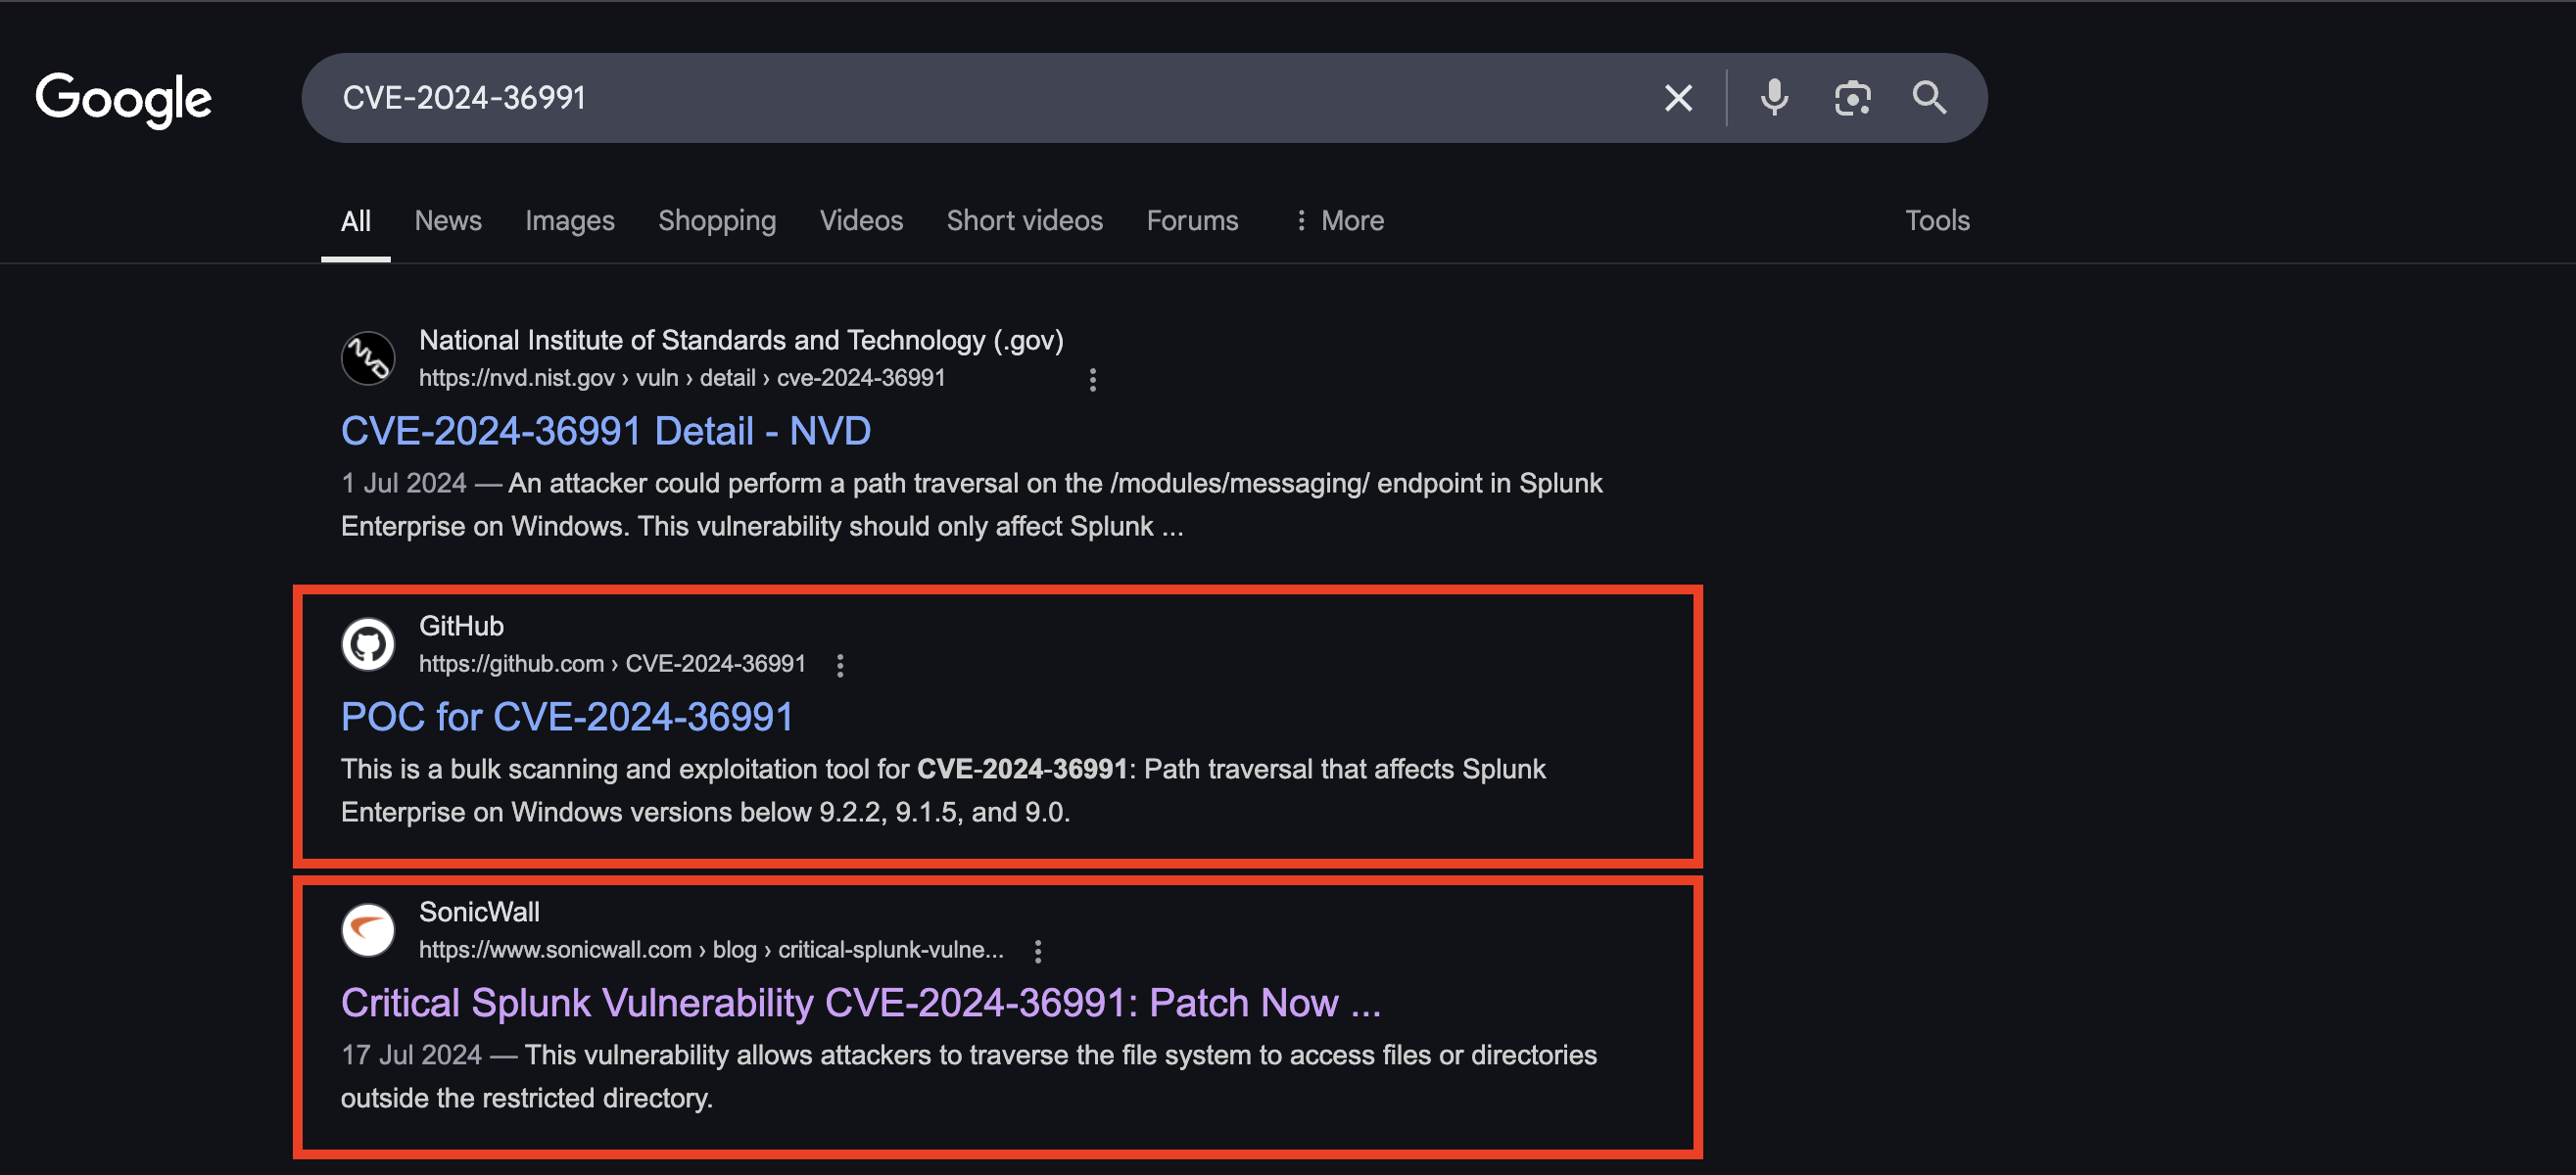 Google
CVE-2024-36991
All News Images Shopping Videos Short videos Forums More Tools
NVD
National Institute of Standards and Technology (.gov)
https://nvd.nist.gov › vuln › detail › cve-2024-36991
CVE-2024-36991 Detail - NVD
1 Jul 2024 — An attacker could perform a path traversal on the /modules/messaging/ endpoint in Splunk
Enterprise on Windows. This vulnerability should only affect Splunk ...
GitHub
https://github.com › CVE-2024-36991
POC for CVE-2024-36991
This is a bulk scanning and exploitation tool for CVE-2024-36991: Path traversal that affects Splunk
Enterprise on Windows versions below 9.2.2, 9.1.5, and 9.0.
SonicWall
https://www.sonicwall.com › blog › critical-splunk-vulne...
Critical Splunk Vulnerability CVE-2024-36991: Patch Now ...
17 Jul 2024 — This vulnerability allows attackers to traverse the file system to access files or directories
outside the restricted directory.